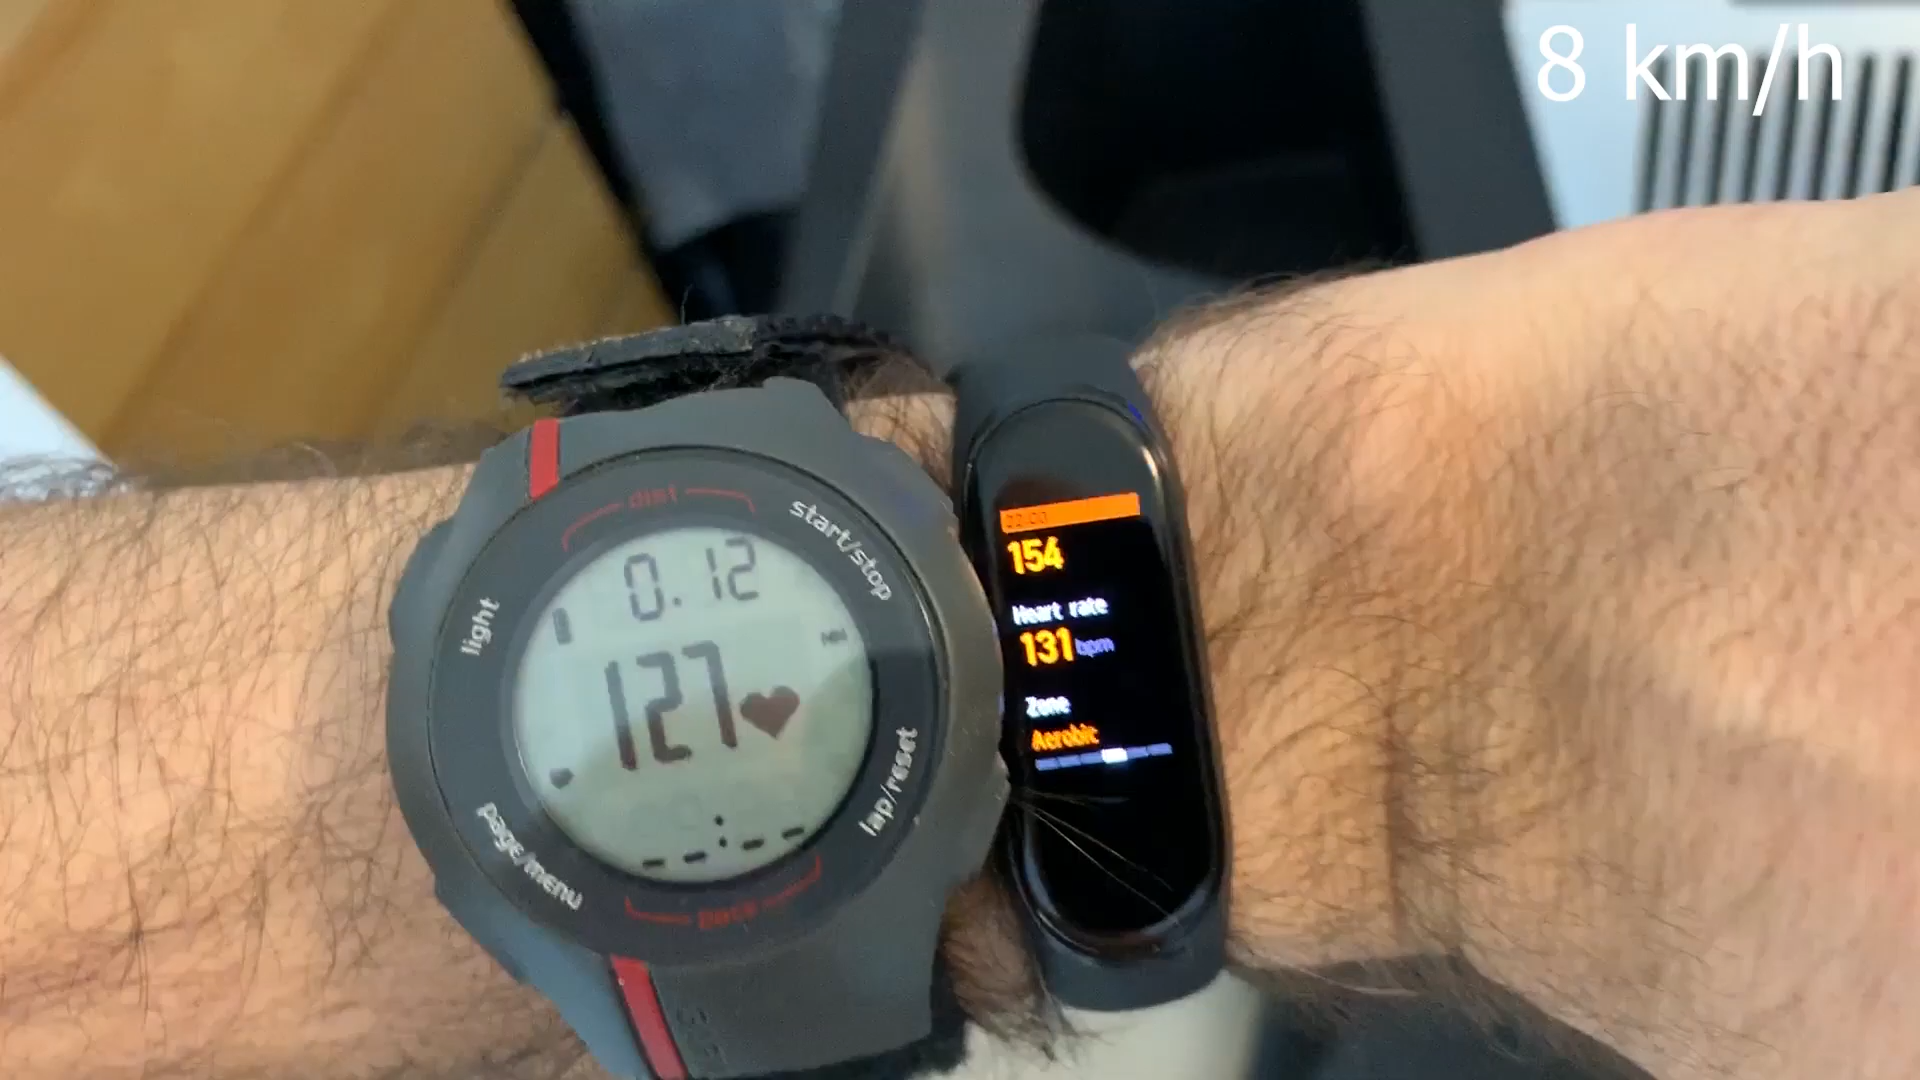 8 km/h
dist
start/stop
light
0.12
127
page/menu
lap/reset
pace
154
Heart rate
131 bpm
Zone
Aerobic